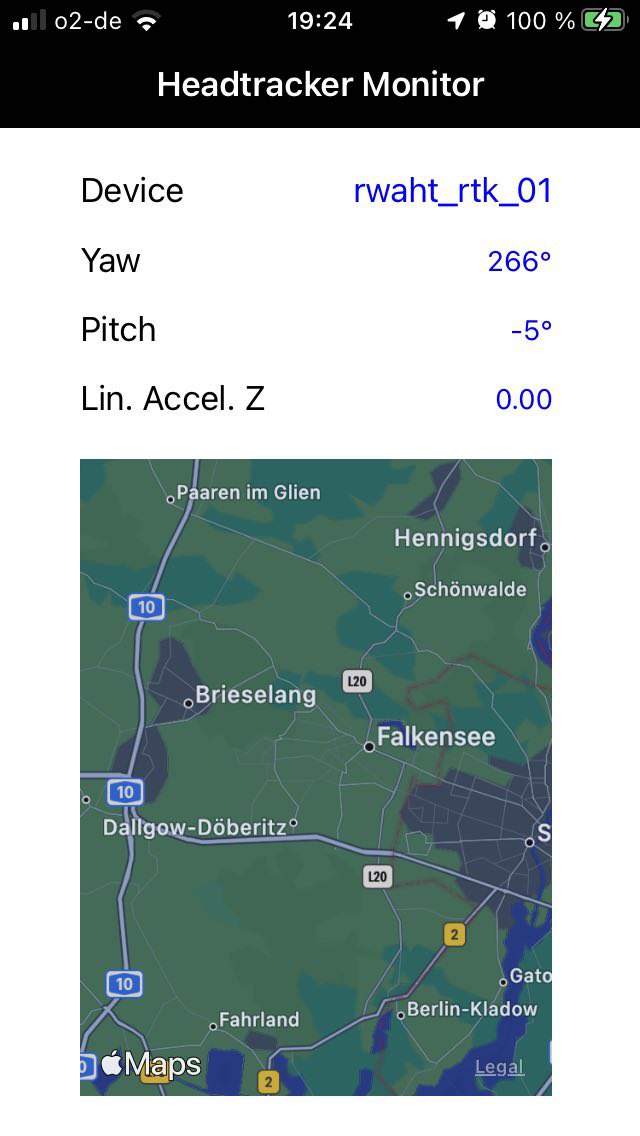 o2-de 19:24 100 %
Headtracker Monitor
Device rwaht_rtk_01
Yaw 266°
Pitch -5°
Lin. Accel. Z 0.00
Paaren im Glien
Hennigsdorf
Schönwalde
10
L20
Brieselang
Falkensee
10
Dallgow-Döberitz
S
L20
2
10
Gato
Berlin-Kladow
Fahrland
Maps
Legal
2